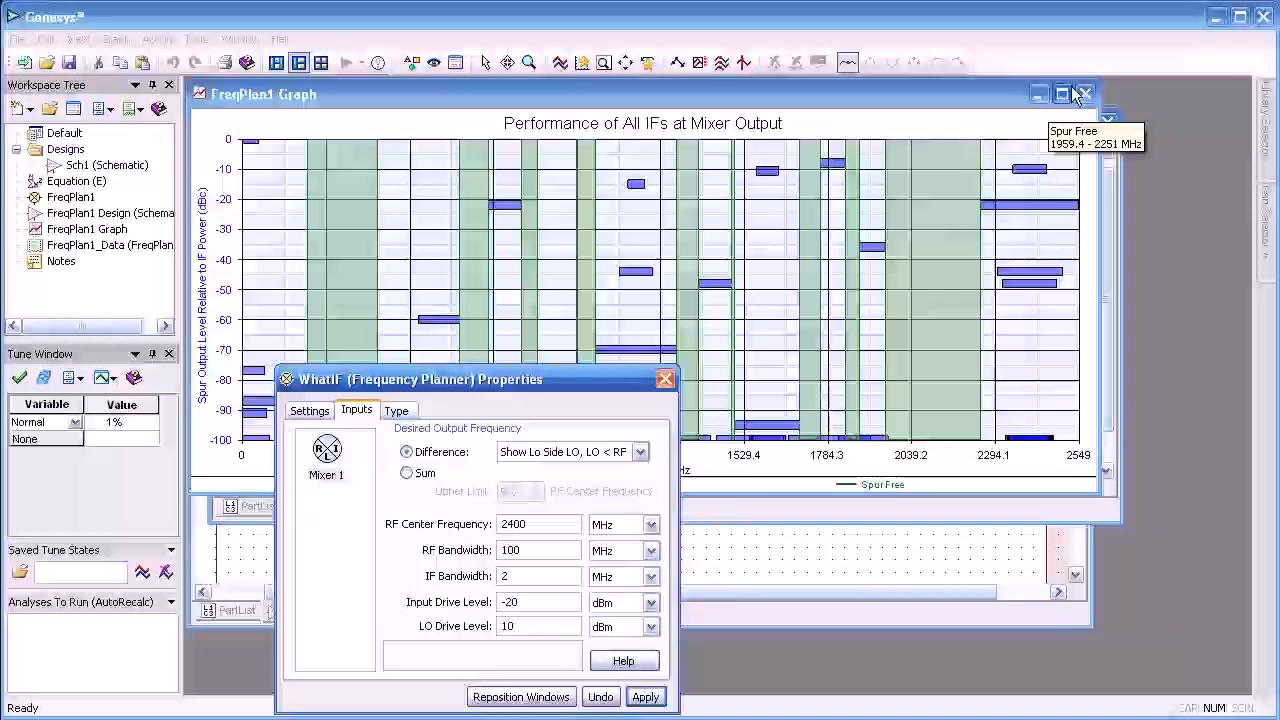 Genesys™
Workspace Tree
Default
Designs
Sch1 (Schematic)
Equation (E)
FreqPlan1
FreqPlan1 Design (Schema
FreqPlan1 Graph
FreqPlan1_Data (FreqPlan
Notes
Tune Window
Variable Value
Normal 1%
None
Saved Tune States
Analyses To Run (AutoRecalc)
Ready
FreqPlan1 Graph
Performance of All IFs at Mixer Output
Spur Free
1959.4 - 2251 MHz
Spur Output Level Relative to IF Power (dBc)
0
-10
-20
-30
-40
-50
-60
-70
-80
-90
-100
0 1529.4 1784.3 2039.2 2294.1 2549
Hz
Spur Free
PartLis
PartList
WhatIF (Frequency Planner) Properties
Settings Inputs Type
Mixer 1
Desired Output Frequency
Difference: Show Lo Side LO, LO < RF
Sum
Upper Limit RF Center Frequency
RF Center Frequency: 2400 MHz
RF Bandwidth: 100 MHz
IF Bandwidth: 2 MHz
Input Drive Level: -20 dBm
LO Drive Level: 10 dBm
Help
Reposition Windows Undo Apply
NUM